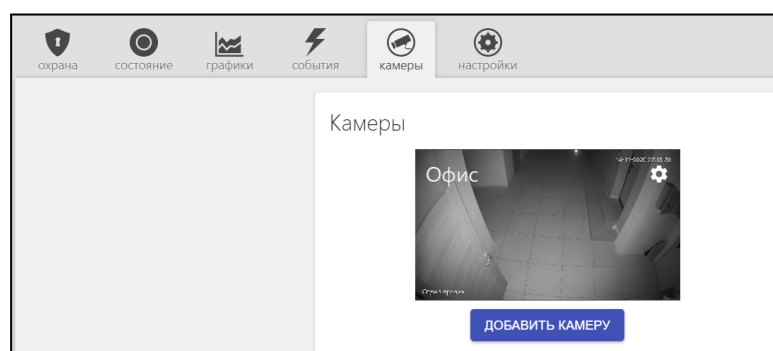 охрана состояние графики события камеры настройки
Камеры
Офис
ДОБАВИТЬ КАМЕРУ